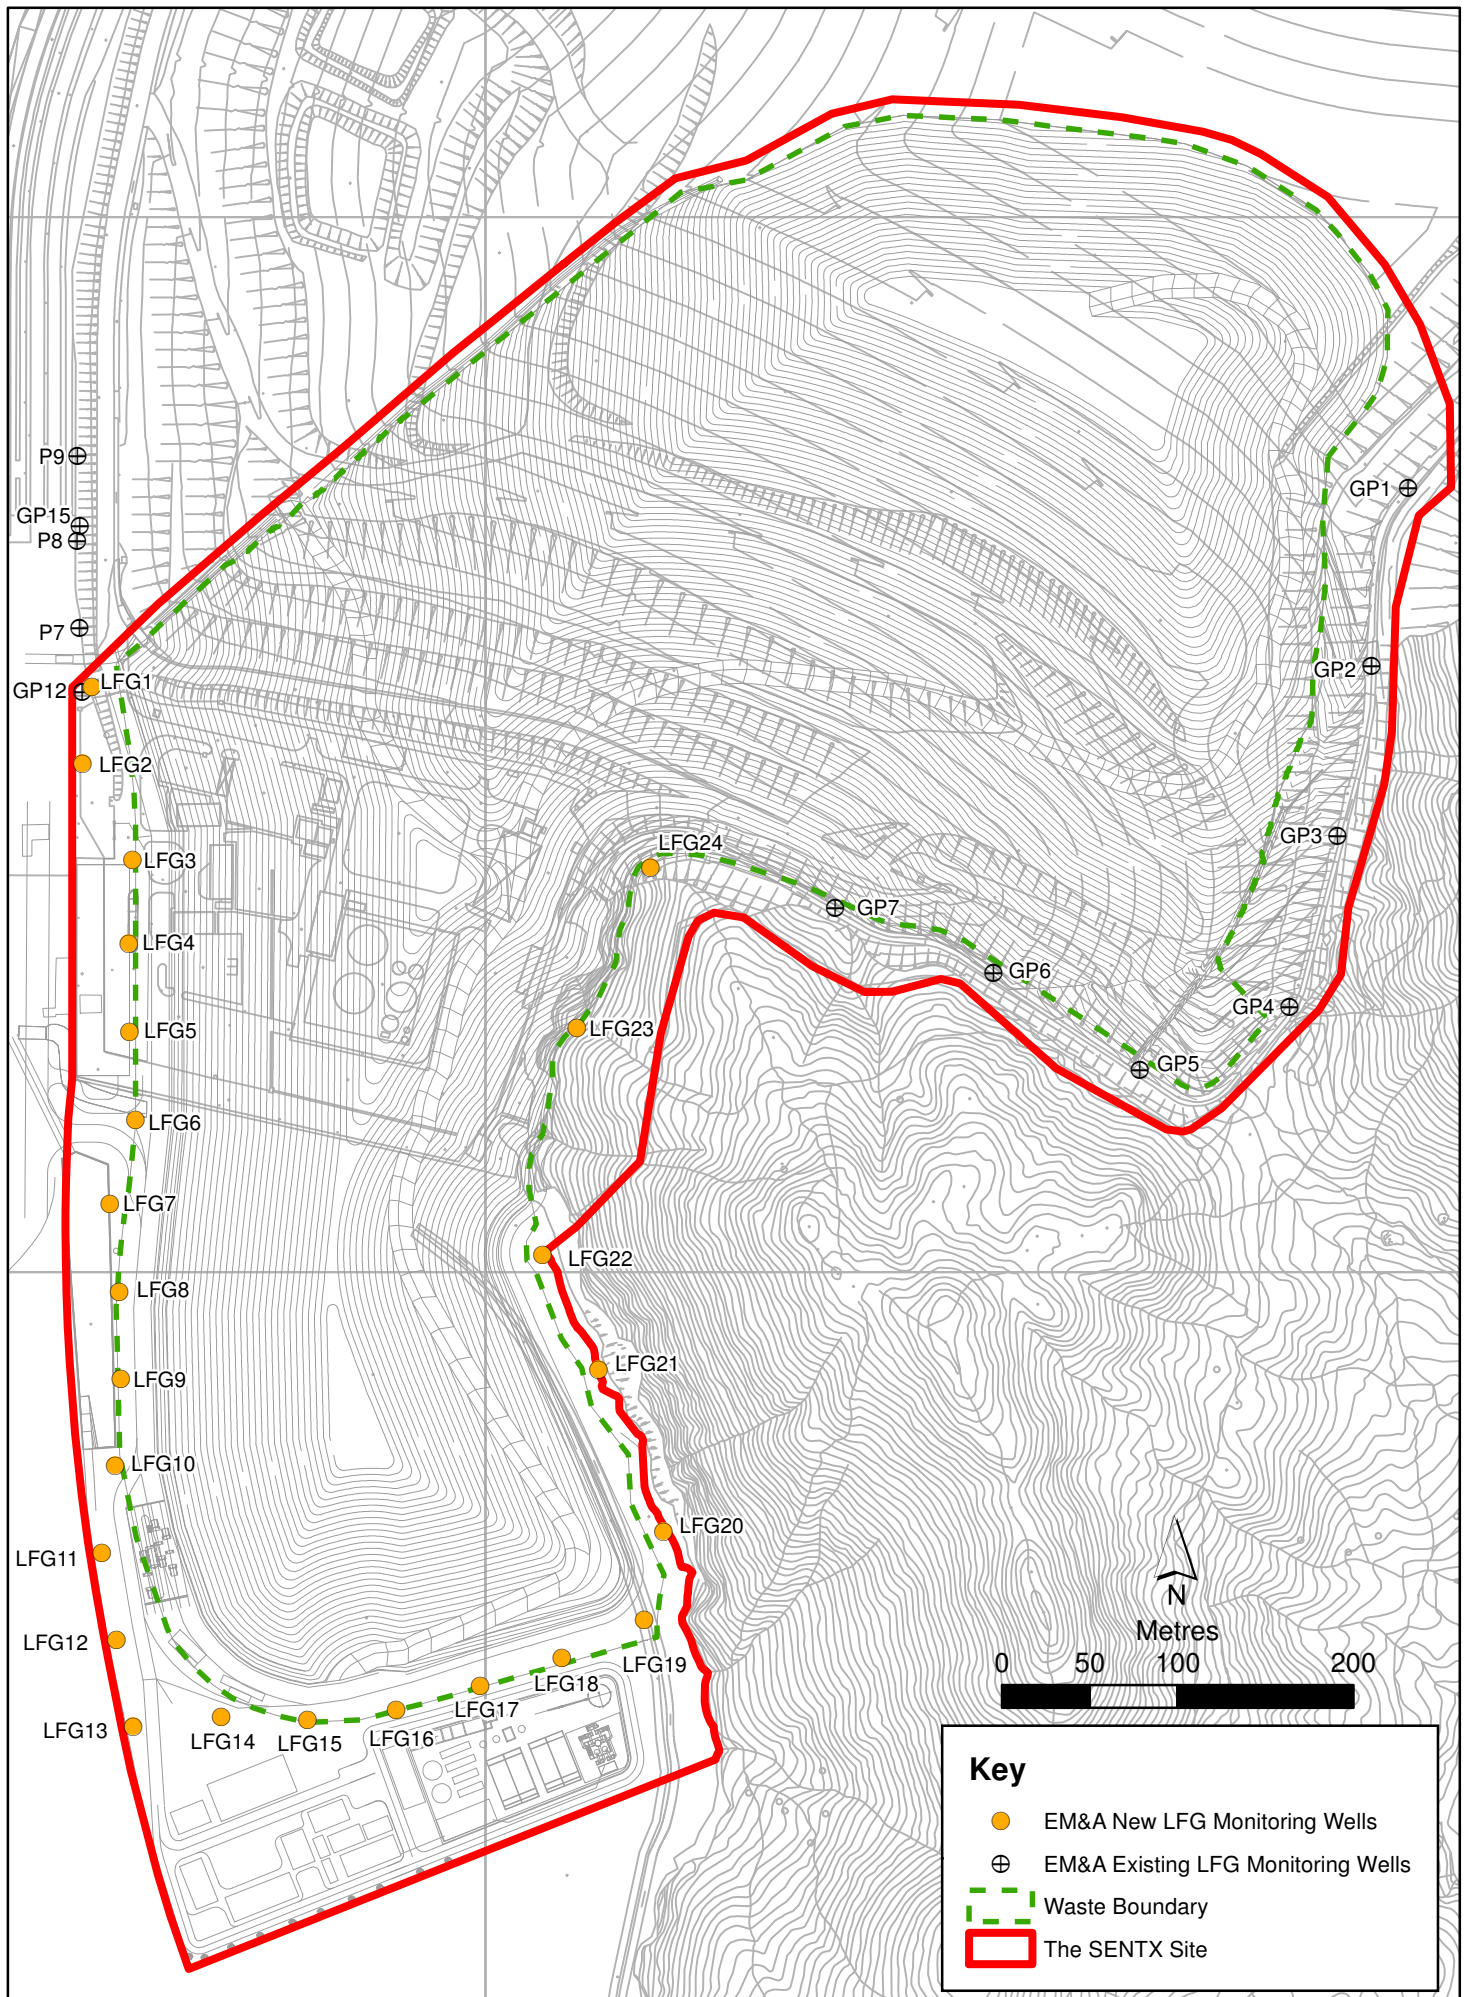 P9
GP1
GP15
P8
P7
GP2
GP12
LFG1
LFG2
GP3
LFG24
LFG3
GP7
LFG4
GP6
GP4
LFG23
LFG5
GP5
LFG6
LFG7
LFG22
LFG8
LFG21
LFG9
LFG10
LFG20
LFG11
N
Metres
LFG12
LFG19
0 50 100 200
LFG18
LFG17
LFG13
LFG14
LFG15
LFG16
Key
EM&A New LFG Monitoring Wells
EM&A Existing LFG Monitoring Wells
Waste Boundary
The SENTX Site